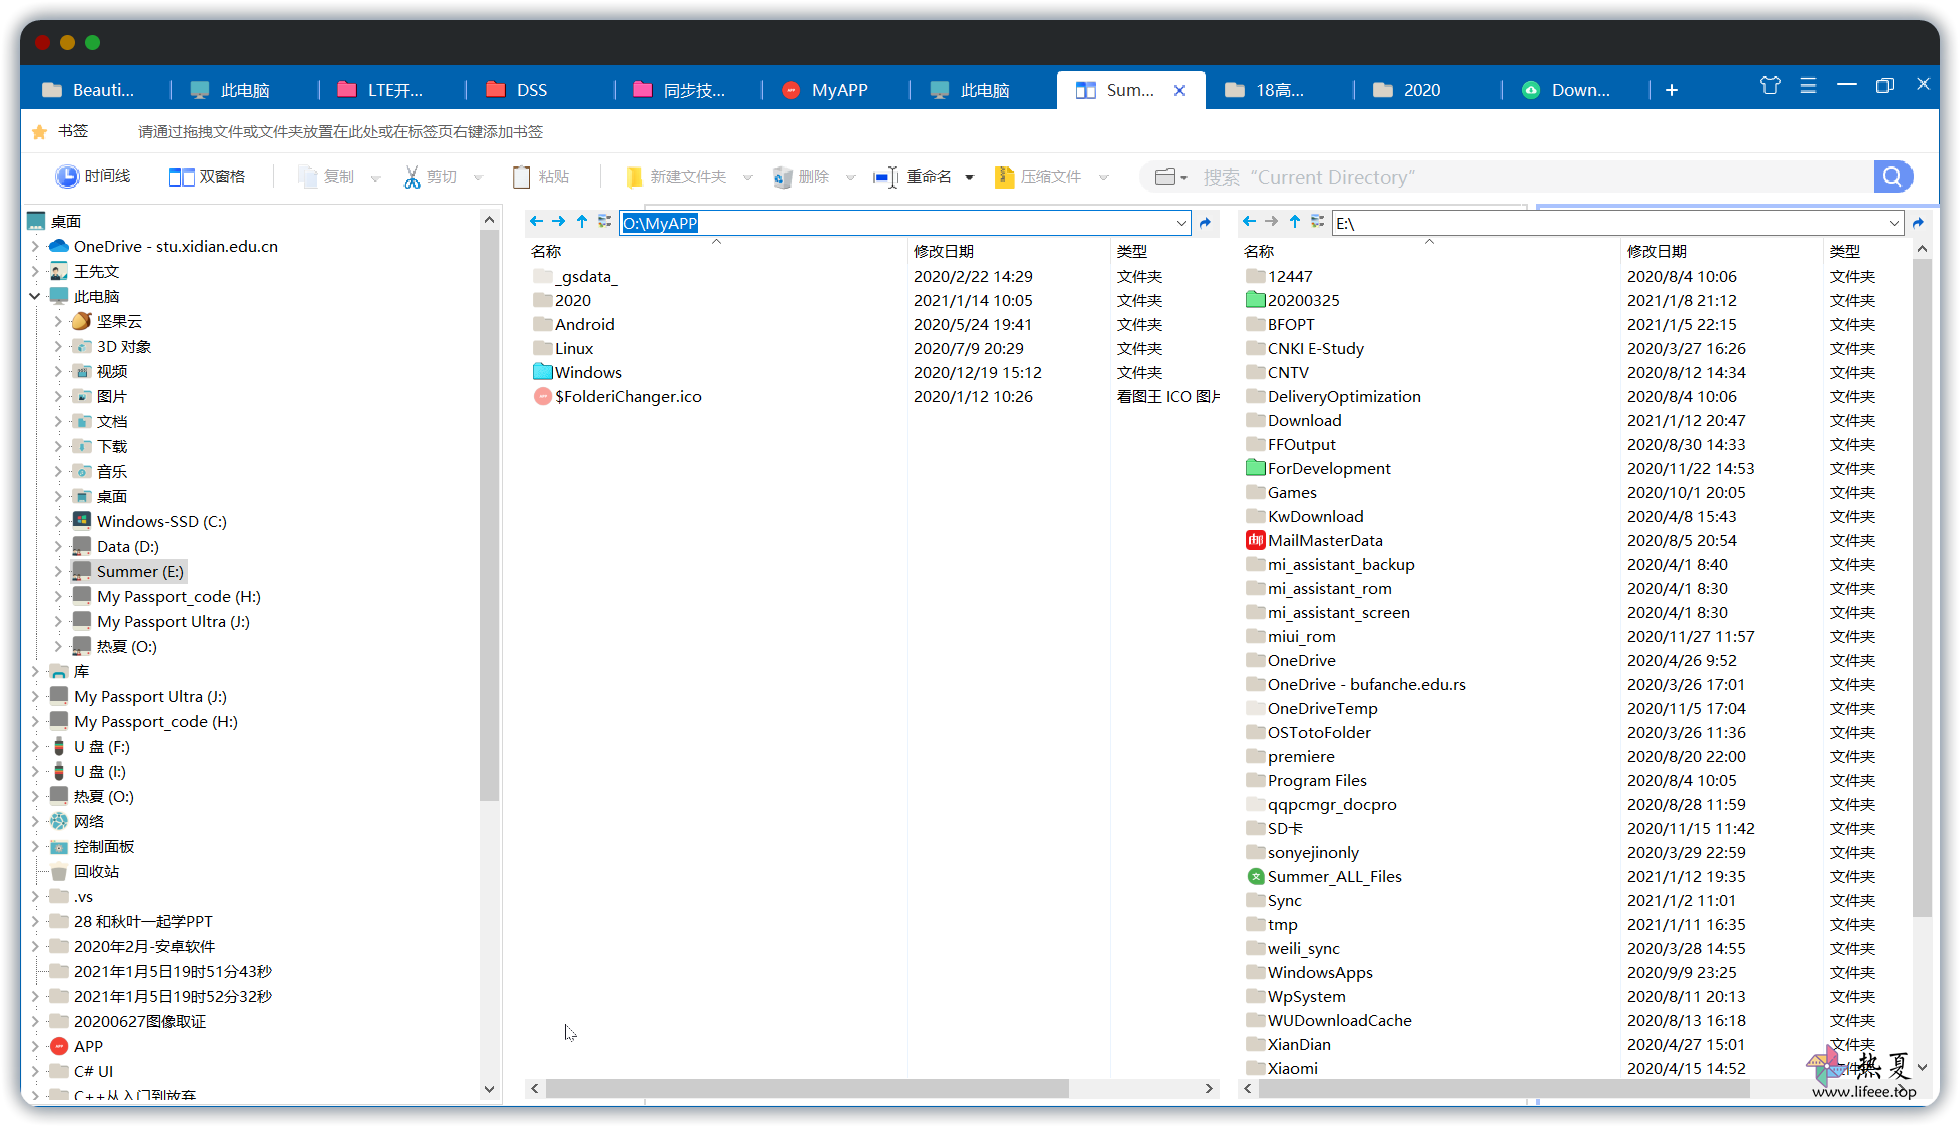 Beauti...
此电脑
LTE开...
DSS
同步技...
MyAPP
此电脑
Sum...
18高...
2020
Down...
书签
请通过拖拽文件或文件夹放置在此处或在标签页右键添加书签
时间线
双窗格
复制
剪切
粘贴
新建文件夹
删除
重命名
压缩文件
搜索 “Current Directory”
桌面
OneDrive - stu.xidian.edu.cn
王先文
此电脑
坚果云
3D 对象
视频
图片
文档
下载
音乐
桌面
Windows-SSD (C:)
Data (D:)
Summer (E:)
My Passport_code (H:)
My Passport Ultra (J:)
热夏 (O:)
库
My Passport Ultra (J:)
My Passport_code (H:)
U 盘 (F:)
U 盘 (I:)
热夏 (O:)
网络
控制面板
回收站
.vs
28 和秋叶一起学PPT
2020年2月-安卓软件
2021年1月5日19时51分43秒
2021年1月5日19时52分32秒
20200627图像取证
APP
C# UI
C++从入门到放弃
O:\MyAPP
名称 修改日期 类型
_gsdata_ 2020/2/22 14:29 文件夹
2020 2021/1/14 10:05 文件夹
Android 2020/5/24 19:41 文件夹
Linux 2020/7/9 20:29 文件夹
Windows 2020/12/19 15:12 文件夹
$FolderiChanger.ico 2020/1/12 10:26 看图王 ICO 图片
E:\
名称 修改日期 类型
12447 2020/8/4 10:06 文件夹
20200325 2021/1/8 21:12 文件夹
BFOPT 2021/1/5 22:15 文件夹
CNKI E-Study 2020/3/27 16:26 文件夹
CNTV 2020/8/12 14:34 文件夹
DeliveryOptimization 2020/8/4 10:06 文件夹
Download 2021/1/12 20:47 文件夹
FFOutput 2020/8/30 14:33 文件夹
ForDevelopment 2020/11/22 14:53 文件夹
Games 2020/10/1 20:05 文件夹
KwDownload 2020/4/8 15:43 文件夹
MailMasterData 2020/8/5 20:54 文件夹
mi_assistant_backup 2020/4/1 8:40 文件夹
mi_assistant_rom 2020/4/1 8:30 文件夹
mi_assistant_screen 2020/4/1 8:30 文件夹
miui_rom 2020/11/27 11:57 文件夹
OneDrive 2020/4/26 9:52 文件夹
OneDrive - bufanche.edu.rs 2020/3/26 17:01 文件夹
OneDriveTemp 2020/11/5 17:04 文件夹
OSTotoFolder 2020/3/26 11:36 文件夹
premiere 2020/8/20 22:00 文件夹
Program Files 2020/8/4 10:05 文件夹
qqpcmgr_docpro 2020/8/28 11:59 文件夹
SD卡 2020/11/15 11:42 文件夹
sonyejinonly 2020/3/29 22:59 文件夹
Summer_ALL_Files 2021/1/12 19:35 文件夹
Sync 2021/1/2 11:01 文件夹
tmp 2021/1/11 16:35 文件夹
weili_sync 2020/3/28 14:55 文件夹
WindowsApps 2020/9/9 23:25 文件夹
WpSystem 2020/8/11 20:13 文件夹
WUDownloadCache 2020/8/13 16:18 文件夹
XianDian 2020/4/27 15:01 文件夹
Xiaomi 2020/4/15 14:52 文件夹
热夏
www.lifeee.top